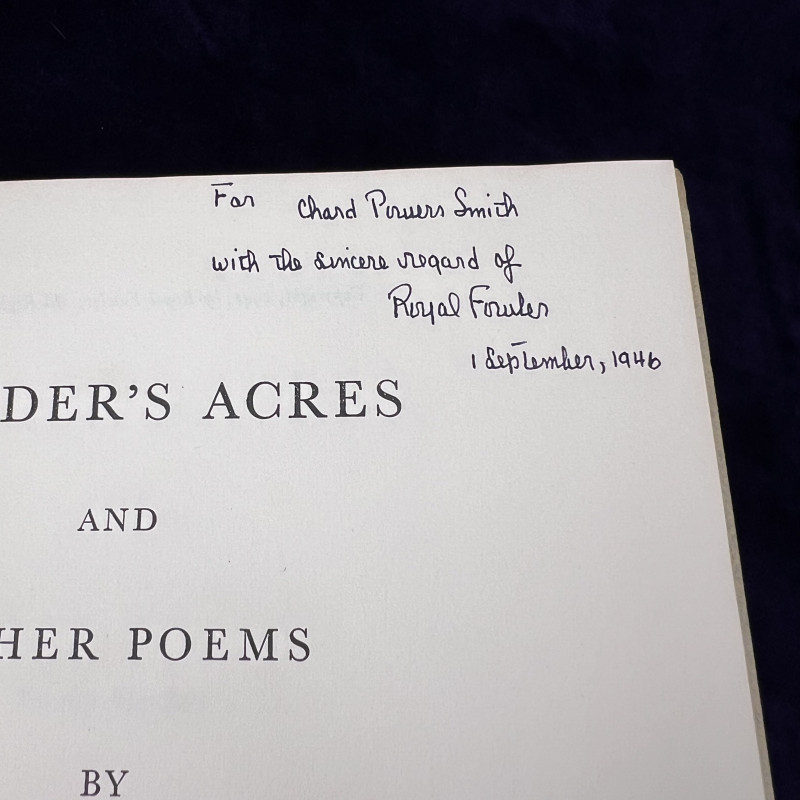 For Chard Powers Smith
with the sincere regard of
Royal Fowler
1 September, 1946
DER'S ACRES
AND
HER POEMS
BY